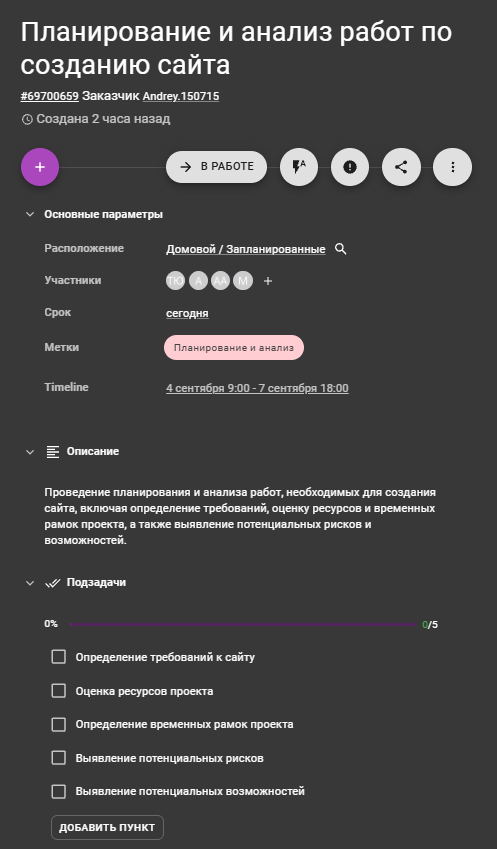 Планирование и анализ работ по
созданию сайта
#69700659 Заказчик Andrey.150715
Создана 2 часа назад
+ В РАБОТЕ A
Основные параметры
Расположение Домовой / Запланированные
Участники ТЮ А АА М +
Срок сегодня
Метки Планирование и анализ
Timeline 4 сентября 9:00 - 7 сентября 18:00
Описание
Проведение планирования и анализа работ, необходимых для создания
сайта, включая определение требований, оценку ресурсов и временных
рамок проекта, а также выявление потенциальных рисков и
возможностей.
Подзадачи
0% 0/5
Определение требований к сайту
Оценка ресурсов проекта
Определение временных рамок проекта
Выявление потенциальных рисков
Выявление потенциальных возможностей
ДОБАВИТЬ ПУНКТ